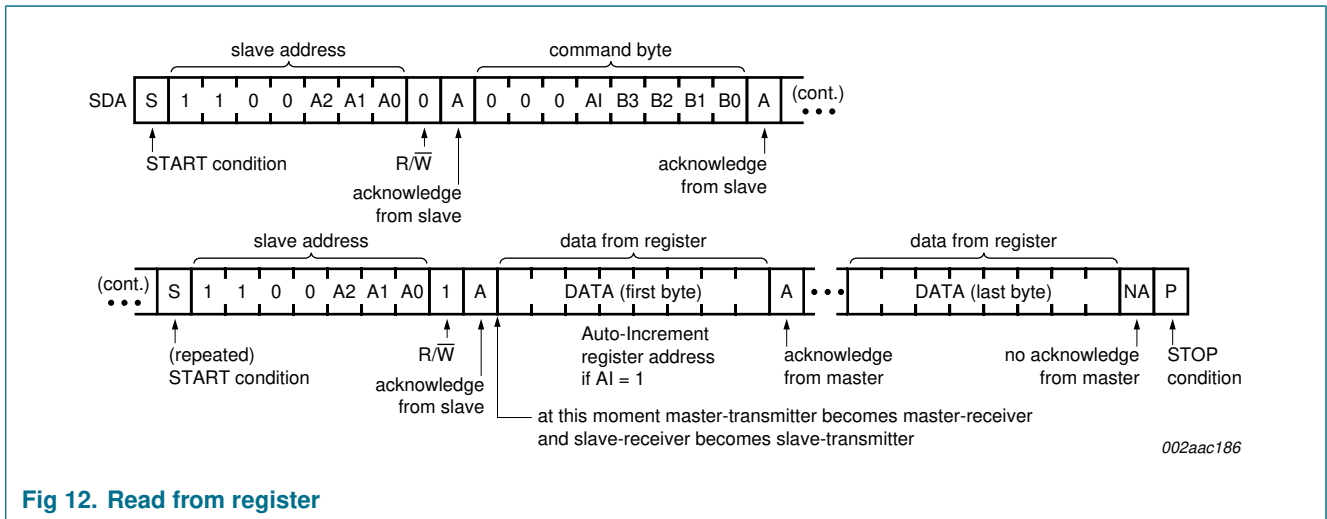 slave address
command byte
SDA S 1 1 0 0 A2 A1 A0 0 A 0 0 0 AI B3 B2 B1 B0 A (cont.)
START condition
R/W̅
acknowledge
from slave
acknowledge
from slave
slave address
data from register
data from register
(cont.) S 1 1 0 0 A2 A1 A0 1 A DATA (first byte) A DATA (last byte) NA P
(repeated)
START condition
R/W̅
acknowledge
from slave
Auto-Increment
register address
if AI = 1
acknowledge
from master
no acknowledge
from master
STOP
condition
at this moment master-transmitter becomes master-receiver
and slave-receiver becomes slave-transmitter
002aac186
Fig 12. Read from register